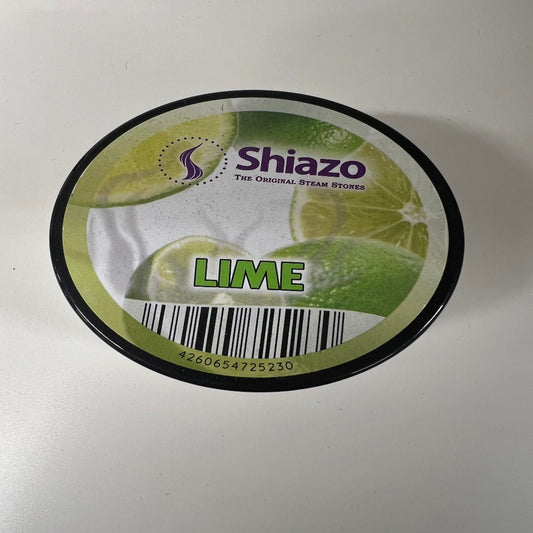 Shiazo
The Original Steam Stones
LIME
4260654725230